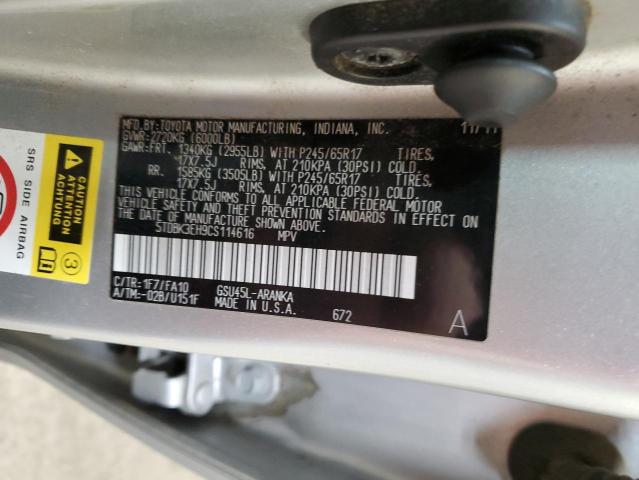 MFD.BY:TOYOTA MOTOR MANUFACTURING, INDIANA, INC. 11/11
GVWR:2720KG (6000LB)
GAWR:FRT. 1340KG (2955LB) WITH P245/65R17 TIRES,
17X7.5J RIMS. AT 210KPA (30PSI) COLD.
RR. 1585KG (3505LB) WITH P245/65R17 TIRES,
17X7.5J RIMS. AT 210KPA (30PSI) COLD.
THIS VEHICLE CONFORMS TO ALL APPLICABLE FEDERAL MOTOR
VEHICLE SAFETY AND THEFT PREVENTION STANDARDS IN EFFECT ON
THE DATE OF MANUFACTURE SHOWN ABOVE.
5TDBK3EH9CS114616 MPV
C/TR:1F7/FA10 GSU45L-ARANKA
A/TM:-02B/U151F MADE IN U.S.A. 672 A
SRS SIDE AIRBAG
CAUTION
ATTENTION
3